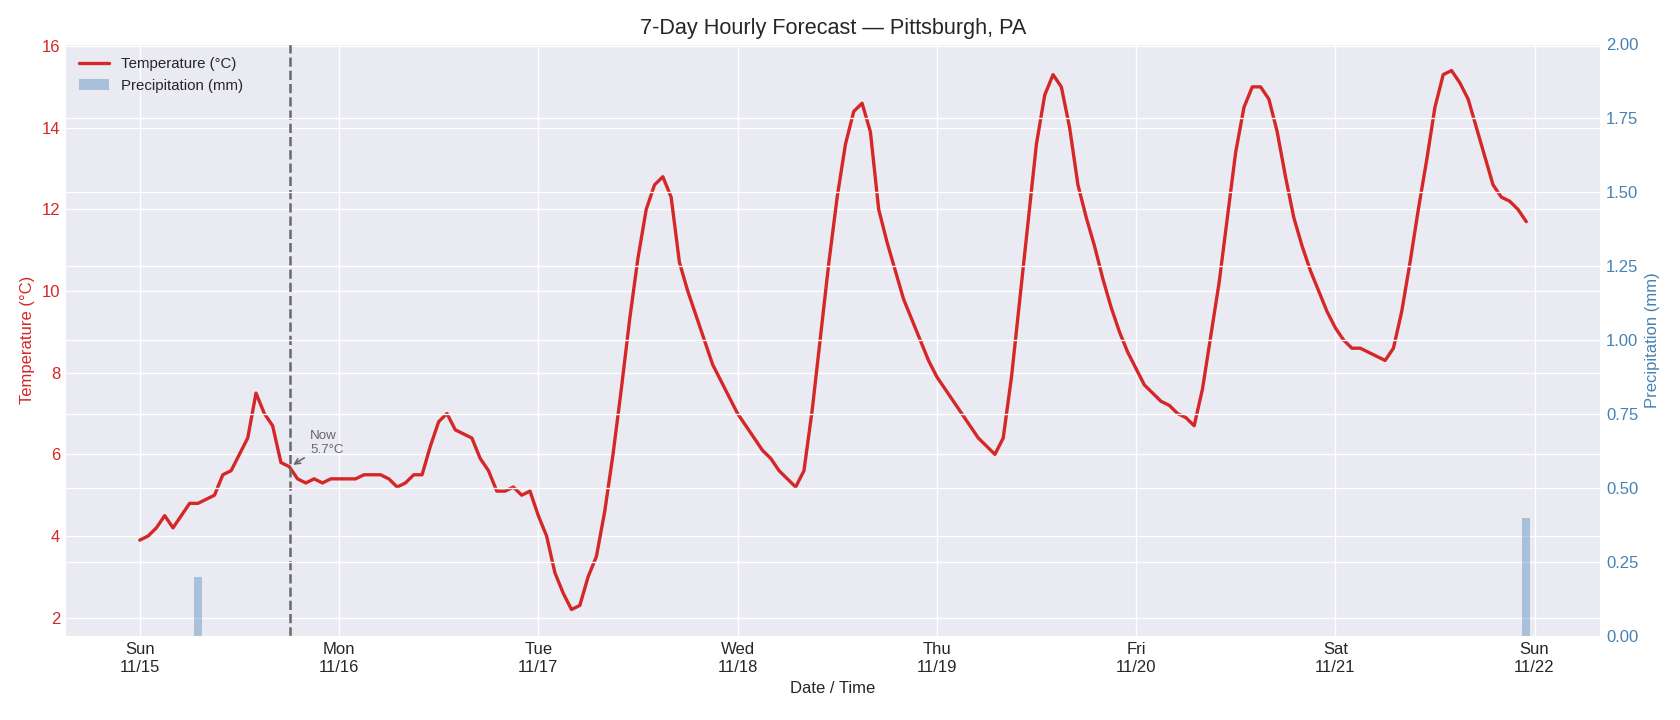 7-Day Hourly Forecast — Pittsburgh, PA
Temperature (°C)
Precipitation (mm)
16
14
12
10
8
6
4
2
Temperature (°C)
2.00
1.75
1.50
1.25
1.00
0.75
0.50
0.25
0.00
Precipitation (mm)
Now
5.7°C
Sun
11/15
Mon
11/16
Tue
11/17
Wed
11/18
Thu
11/19
Fri
11/20
Sat
11/21
Sun
11/22
Date / Time